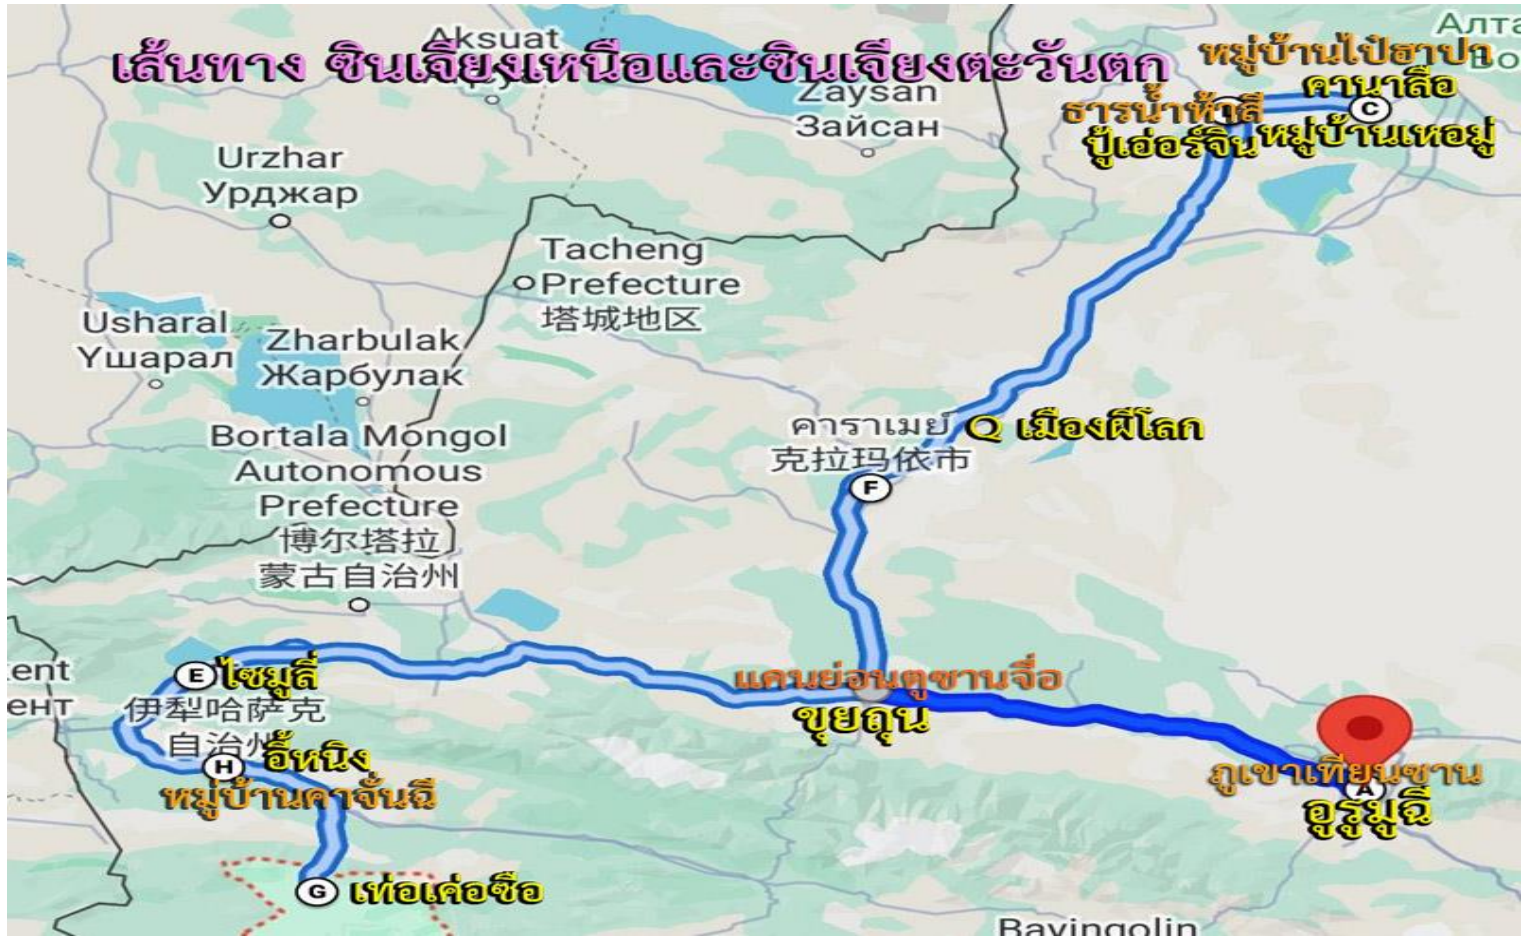 Aksuat
เส้นทาง ซินเจียงเหนือและซินเจียงตะวันตก
Алта
หมู่บ้านไป๋ฮาปา
Zaysan
Зайсан
คานาสือ
C
ธารน้ำห้าสี
ปู้เอ่อร์จิน
หมู่บ้านเหอมู่
Urzhar
Урджар
Tacheng
Prefecture
塔城地区
Usharal
Үшарал
Zharbulak
Жарбулак
คาราเมย์
克拉玛依市
Q เมืองผีโลก
F
Bortala Mongol
Autonomous
Prefecture
博尔塔拉
蒙古自治州
E
ไซมูลี่
伊犁哈萨克
自治州
H
อี้หนิง
หมู่บ้านคาจั่นฉี
แคนย่อนตูซานจื่อ
ขุยถุน
ภูเขาเทียนซาน
A
อูรูมูฉี
G
เท่อเค่อซือ
Bayingolin